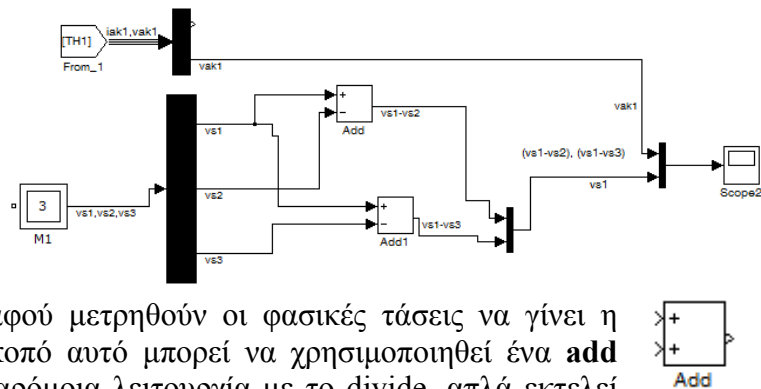 [TH1]
iak1,vak1
From_1
vak1
vak1
+
−
vs1-vs2
Add
vs1
(vs1-vs2), (vs1-vs3)
vs1
Scope2
vs2
3
vs1,vs2,vs3
M1
+
−
vs1-vs3
Add1
vs3
αφού μετρηθούν οι φασικές τάσεις να γίνει η
κοπό αυτό μπορεί να χρησιμοποιηθεί ένα add
αρόμοια λειτουργία με το divide, απλά εκτελεί
+
+
Add